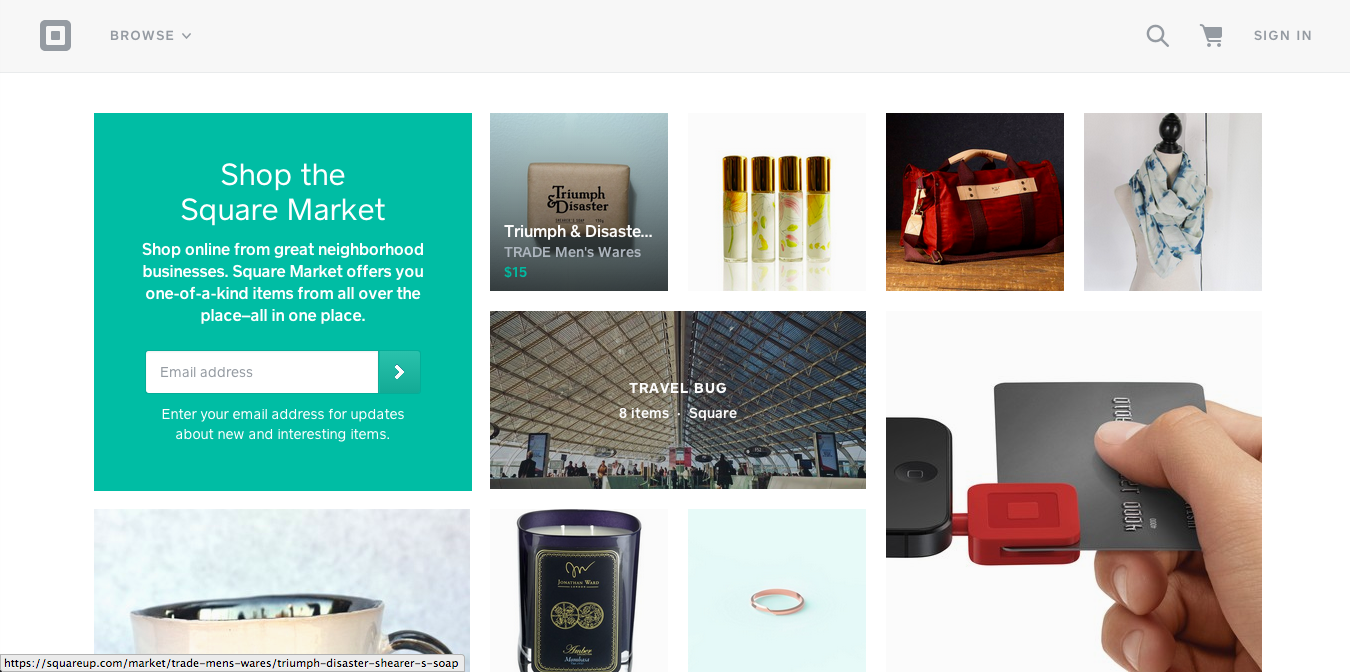 BROWSE
SIGN IN
Shop the
Square Market
Shop online from great neighborhood
businesses. Square Market offers you
one-of-a-kind items from all over the
place–all in one place.
Email address
Enter your email address for updates
about new and interesting items.
Triumph
& Disaster
Triumph & Disaste...
TRADE Men's Wares
$15
TRAVEL BUG
8 items · Square
JONATHAN WARD
LONDON
Amber
Mombasa
https://squareup.com/market/trade-mens-wares/triumph-disaster-shearer-s-soap